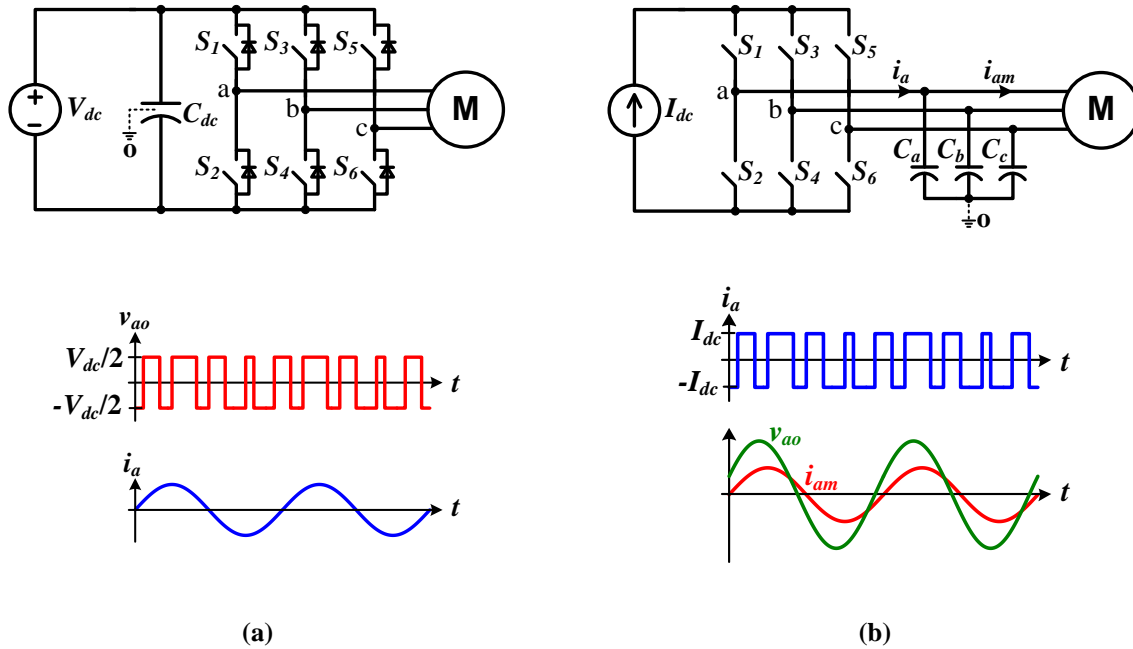 S1 S3 S5
a
b
c
Vdc
Cdc
o
S2 S4 S6
M
vao
Vdc/2
-Vdc/2
t
ia
t
(a)
S1 S3 S5
ia
iam
a
b
c
Idc
M
Ca Cb Cc
S2 S4 S6
o
ia
Idc
-Idc
t
vao
iam
t
(b)